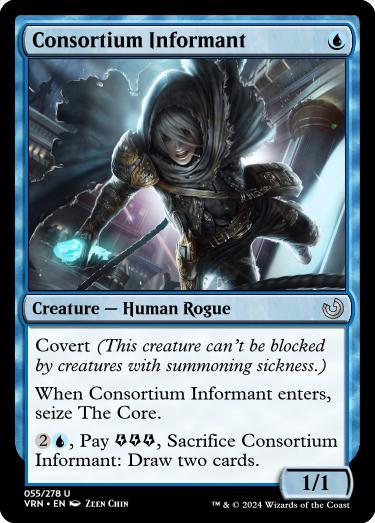 Consortium Informant
Creature — Human Rogue
Covert (This creature can't be blocked
by creatures with summoning sickness.)
When Consortium Informant enters,
seize The Core.
2, Pay , Sacrifice Consortium
Informant: Draw two cards.
1/1
055/278 U
VRN • EN Zeen Chin
™ & © 2024 Wizards of the Coast